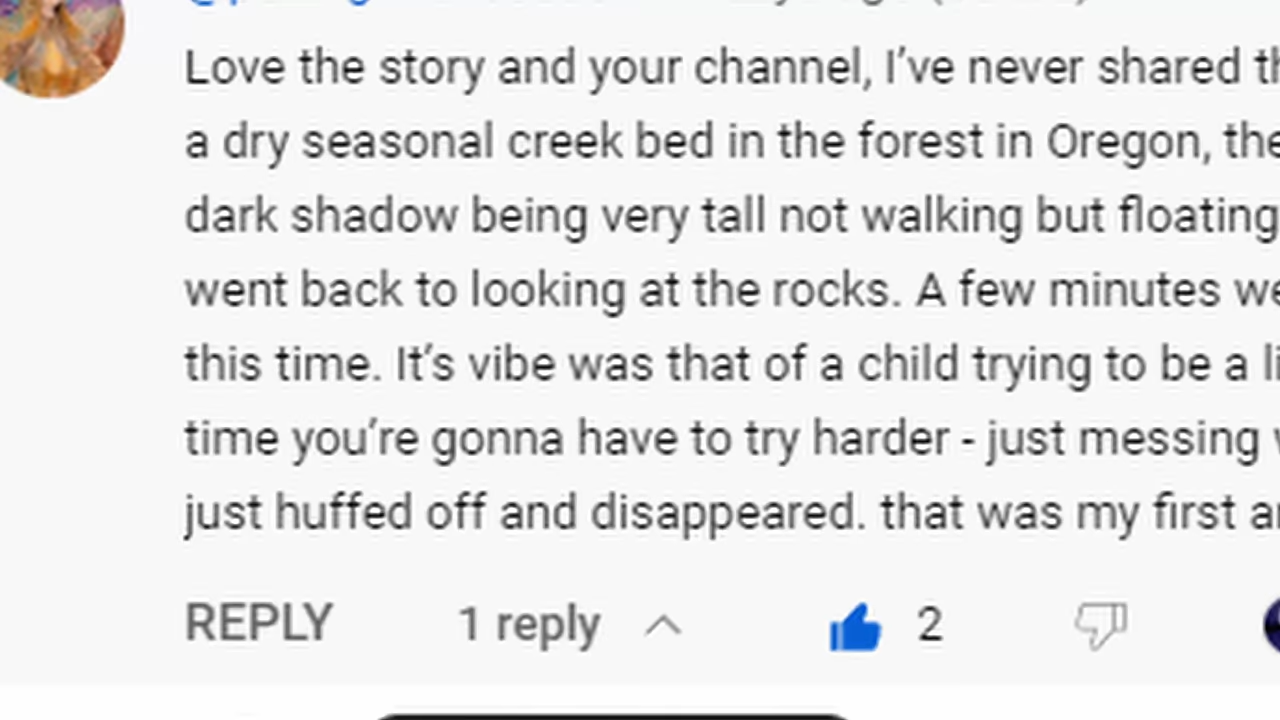 Love the story and your channel, I’ve never shared
a dry seasonal creek bed in the forest in Oregon,
dark shadow being very tall not walking but floating
went back to looking at the rocks. A few minutes
this time. It’s vibe was that of a child trying to be a
time you’re gonna have to try harder - just messing
just huffed off and disappeared. that was my first
REPLY 1 reply 2